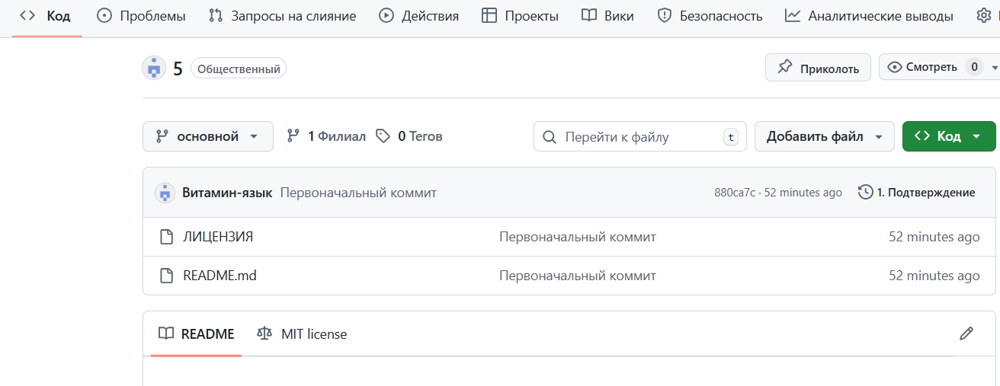 Код Проблемы Запросы на слияние Действия Проекты Вики Безопасность Аналитические выводы
5 Общественный Приколоть Смотреть 0
основной 1 Филиал 0 Тегов Перейти к файлу t Добавить файл Код
Витамин-язык Первоначальный коммит 880ca7c · 52 minutes ago 1. Подтверждение
ЛИЦЕНЗИЯ Первоначальный коммит 52 minutes ago
README.md Первоначальный коммит 52 minutes ago
README MIT license